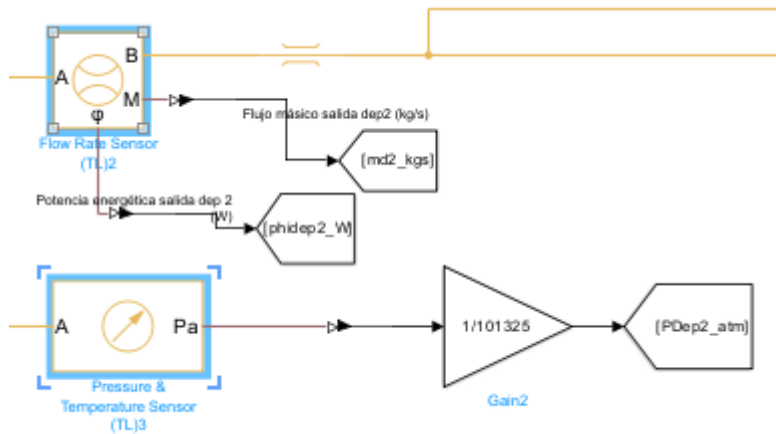 B
A
M
φ
Flow Rate Sensor
(TL)2
Flujo másico salida dep2 (kg/s)
[md2_kgs]
Potencia energética salida dep 2
(W)
[phidep2_W]
A
Pa
1/101325
[PDep2_atm]
Pressure &
Temperature Sensor
(TL)3
Gain2